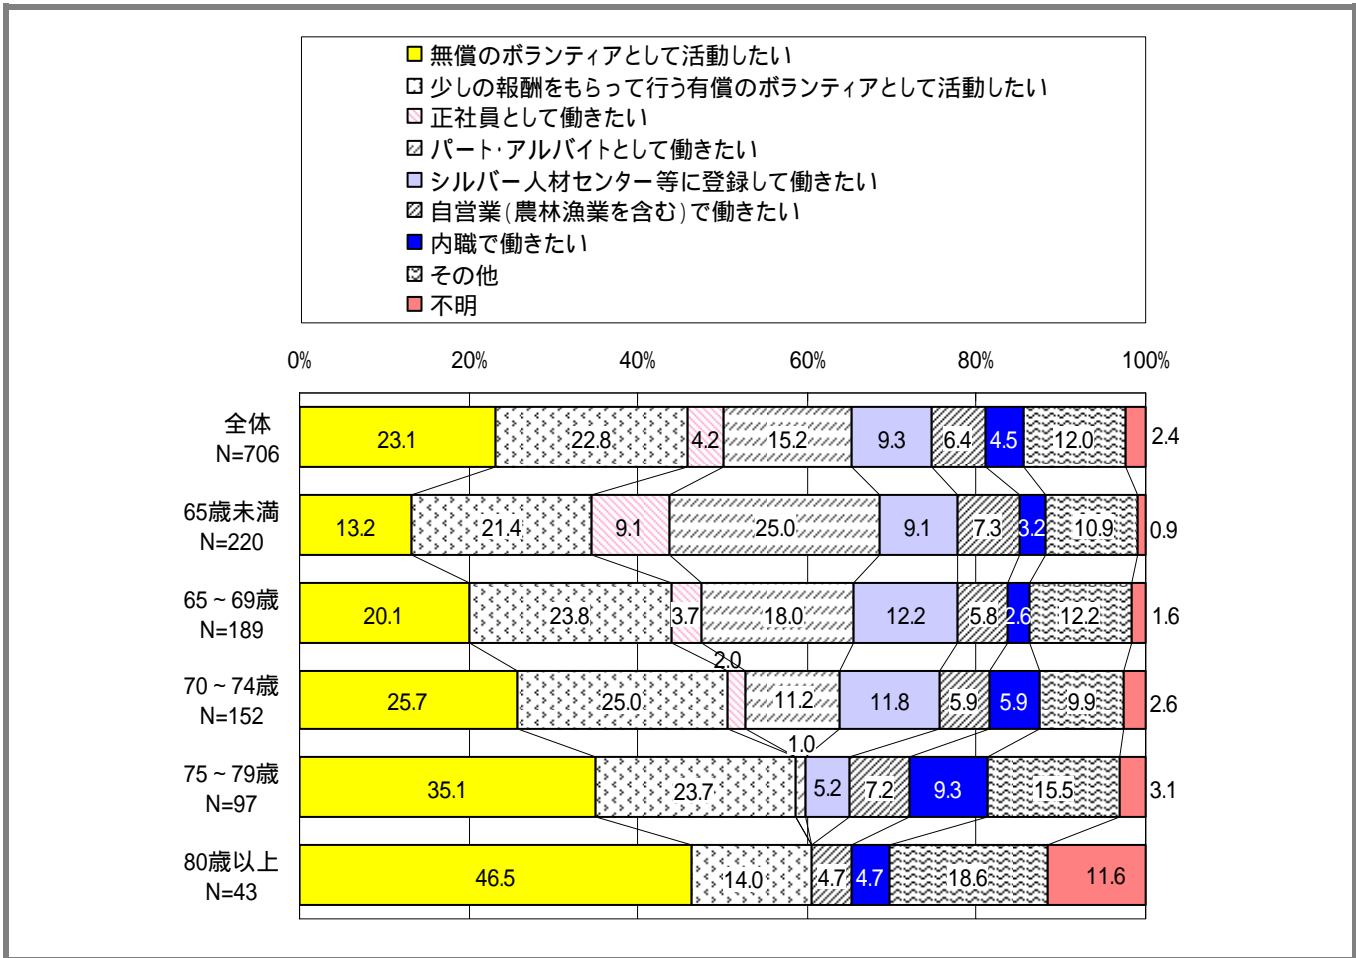 無償のボランティアとして活動したい
少しの報酬をもらって行う有償のボランティアとして活動したい
正社員として働きたい
パート・アルバイトとして働きたい
シルバー人材センター等に登録して働きたい
自営業(農林漁業を含む)で働きたい
内職で働きたい
その他
不明
0% 20% 40% 60% 80% 100%
全体
N=706
23.1 22.8 4.2 15.2 9.3 6.4 4.5 12.0 2.4
65歳未満
N=220
13.2 21.4 9.1 25.0 9.1 7.3 3.2 10.9 0.9
65~69歳
N=189
20.1 23.8 3.7 18.0 12.2 5.8 2.6 12.2 1.6
70~74歳
N=152
25.7 25.0 2.0 11.2 11.8 5.9 5.9 9.9 2.6
75~79歳
N=97
35.1 23.7 1.0 5.2 7.2 9.3 15.5 3.1
80歳以上
N=43
46.5 14.0 4.7 4.7 18.6 11.6